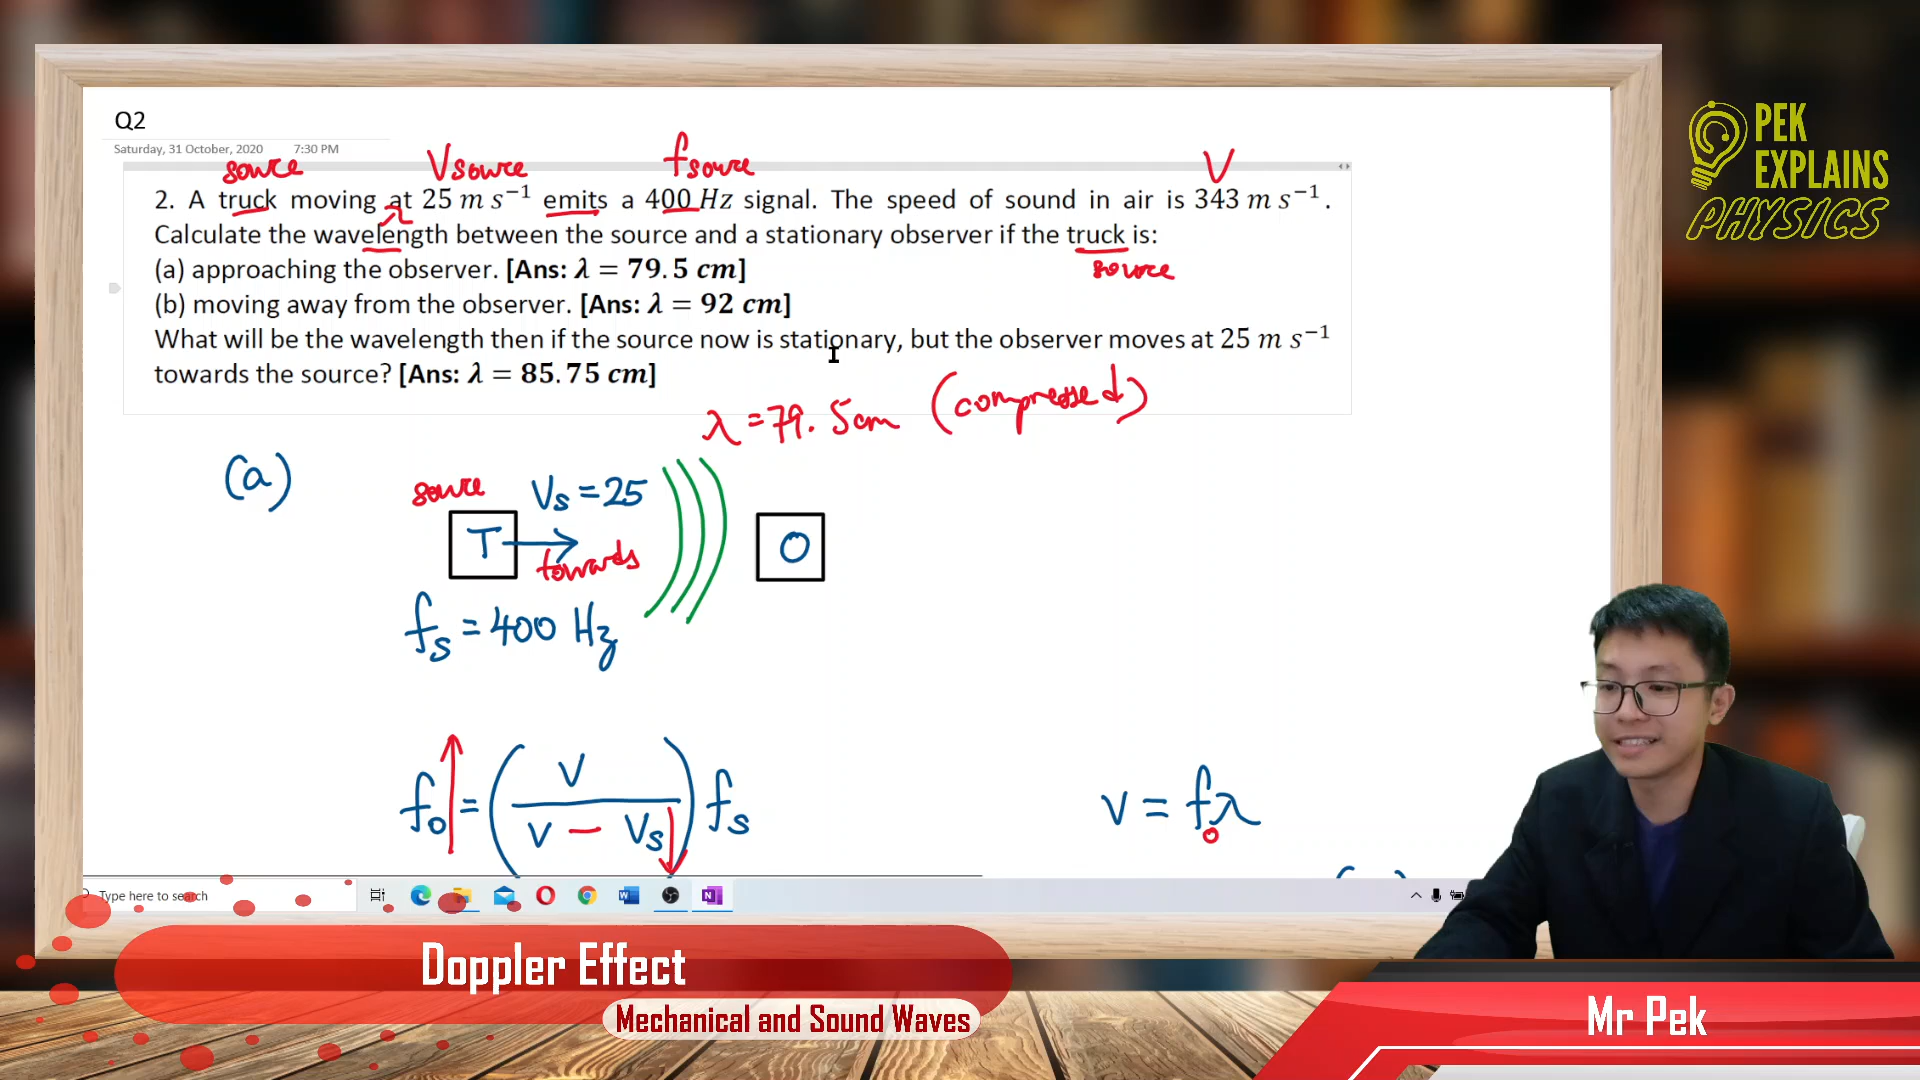 Q2
Saturday, 31 October, 2020 7:30 PM
source Vsource fsource V
2. A truck moving at 25 m s⁻¹ emits a 400 Hz signal. The speed of sound in air is 343 m s⁻¹.
λ
Calculate the wavelength between the source and a stationary observer if the truck is:
source
(a) approaching the observer. [Ans: λ = 79.5 cm]
(b) moving away from the observer. [Ans: λ = 92 cm]
What will be the wavelength then if the source now is stationary, but the observer moves at 25 m s⁻¹
towards the source? [Ans: λ = 85.75 cm]
λ = 79.5cm (compressed)
(a)
source Vs = 25
T O
towards
fs = 400 Hz
fo = (V / V − Vs) fs
v = foλ
Type here to search
PEK
EXPLAINS
PHYSICS
Doppler Effect
Mechanical and Sound Waves
Mr Pek